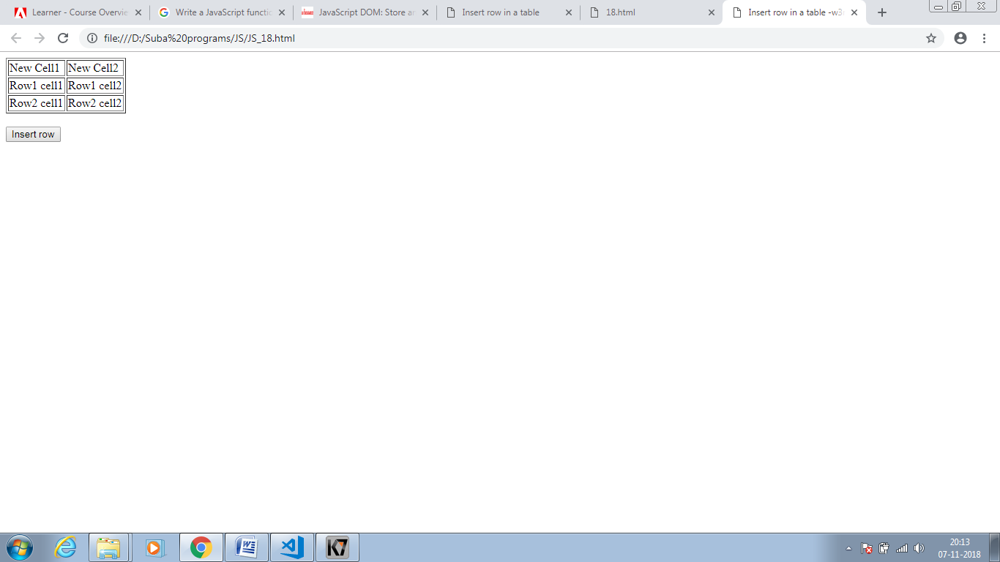 Learner - Course Overvie
Write a JavaScript functio
JavaScript DOM: Store an
Insert row in a table
18.html
Insert row in a table -w3r
file:///D:/Suba%20programs/JS/JS_18.html
New Cell1 New Cell2
Row1 cell1 Row1 cell2
Row2 cell1 Row2 cell2
Insert row
20:13
07-11-2018